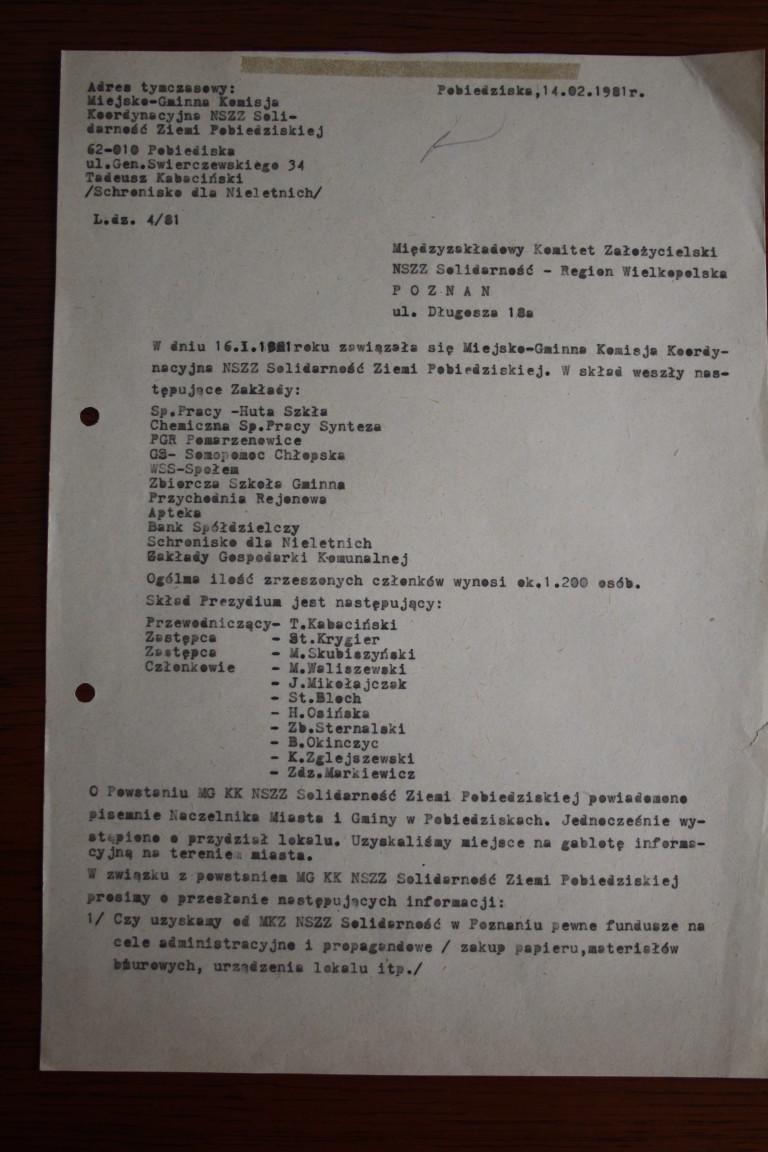 Adres tymczasowy:
Miejsko-Gminna Komisja
Koordynacyjna NSZZ Soli-
darność Ziemi Pobiedziskiej
62-010 Pobiediska
ul.Gen.Swierczewskiego 34
Tadeusz Kabaciński
/Schronisko dla Nieletnich/
L.dz. 4/81
Pobiedziska,14.02.1981r.
Międzyzakładowy Komitet Założycielski
NSZZ Solidarność - Region Wielkopolska
P O Z N A N
ul. Długosza 18a
W dniu 16.I.1981roku zawiązała się Miejsko-Gminna Komisja Koordy-
nacyjna NSZZ Solidarność Ziemi Pobiedziskiej. W skład weszły nas-
tępujące Zakłady:
Sp.Pracy -Huta Szkła
Chemiczna Sp.Pracy Synteza
PGR Pomarzanowice
GS- Somopomoc Chłopska
WSS-Społem
Zbiorcza Szkoła Gminna
Przychodnia Rejonowa
Apteka
Bank Spółdzielczy
Schronisko dla Nieletnich
Zakłady Gospodarki Komunalnej
Ogólna ilość zrzeszonych członków wynosi ok.1.200 osób.
Skład Prezydium jest następujący:
Przewodniczący- T.Kabaciński
Zastępca - St.Krygier
Zastępca - M.Skubiszyński
Członkowie - M.Waliszewski
- J.Mikołajczak
- St.Bloch
- H.Osińska
- Zb.Sternalski
- B.Okinczyc
- K.Zglejszewski
- Zdz.Markiewicz
O Powstaniu MG KK NSZZ Solidarność Ziemi Pobiedziskiej powiadomono
pisemnie Naczelnika Miasta i Gminy w Pobiedziskach. Jednocześnie wy-
stąpiono o przydział lokalu. Uzyskaliśmy miejsce na gablotę informa-
cyjną na terenie miasta.
W związku z powstaniem MG KK NSZZ Solidarność Ziemi Pobiedziskiej
prosimy o przesłanie następujących informacji:
1/ Czy uzyskamy od MKZ NSZZ Solidarność w Poznaniu pewne fundusze na
cele administracyjne i propagandowe / zakup papieru,materiałów
biurowych, urządzenia lokalu itp./